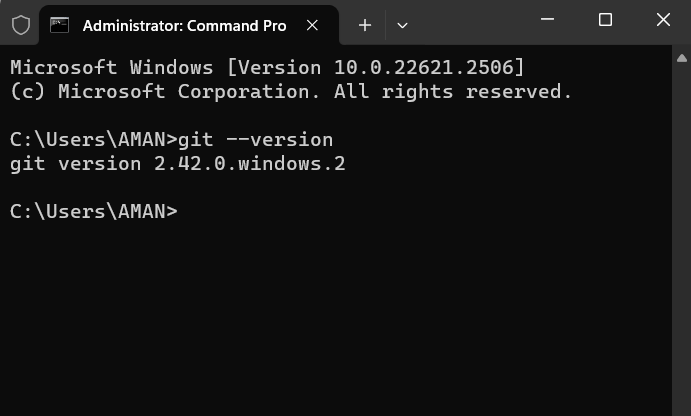 Administrator: Command Pro
Microsoft Windows [Version 10.0.22621.2506]
(c) Microsoft Corporation. All rights reserved.
C:\Users\AMAN>git --version
git version 2.42.0.windows.2
C:\Users\AMAN>